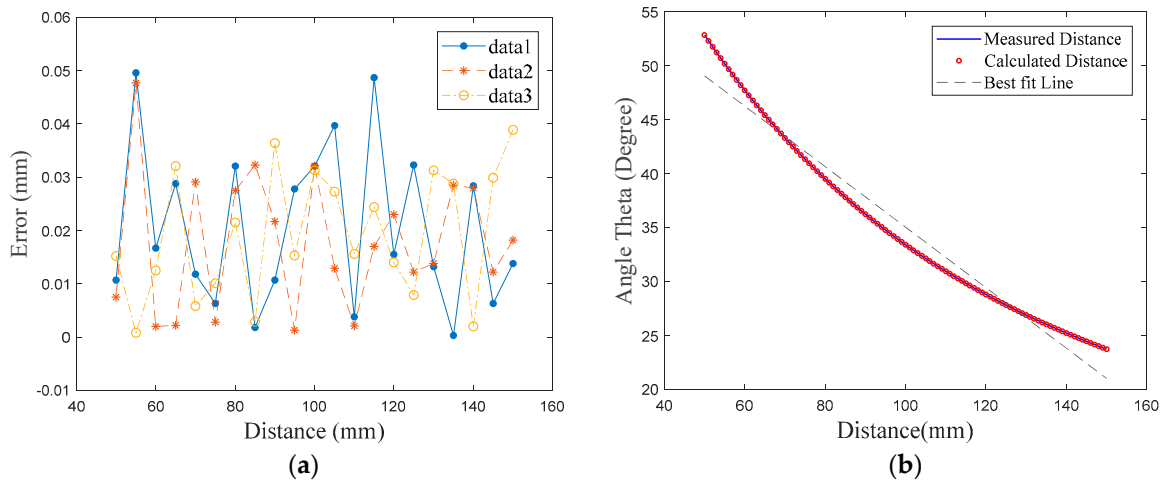 0.06
0.05
0.04
0.03
0.02
0.01
0
-0.01
Error (mm)
data1
data2
data3
40 60 80 100 120 140 160
Distance (mm)
(a)
55
50
45
40
35
30
25
20
Angle Theta (Degree)
Measured Distance
Calculated Distance
Best fit Line
40 60 80 100 120 140 160
Distance(mm)
(b)